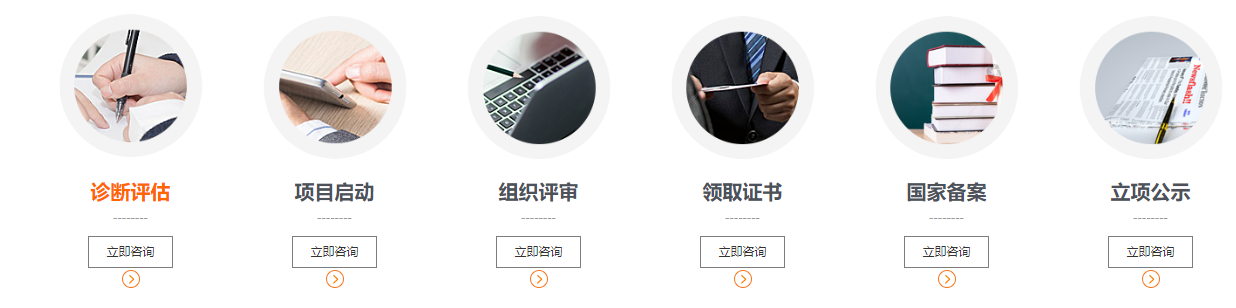 诊断评估
项目启动
组织评审
领取证书
国家备案
立项公示
--------
--------
--------
--------
--------
--------
立即咨询
立即咨询
立即咨询
立即咨询
立即咨询
立即咨询
Newsflash!!